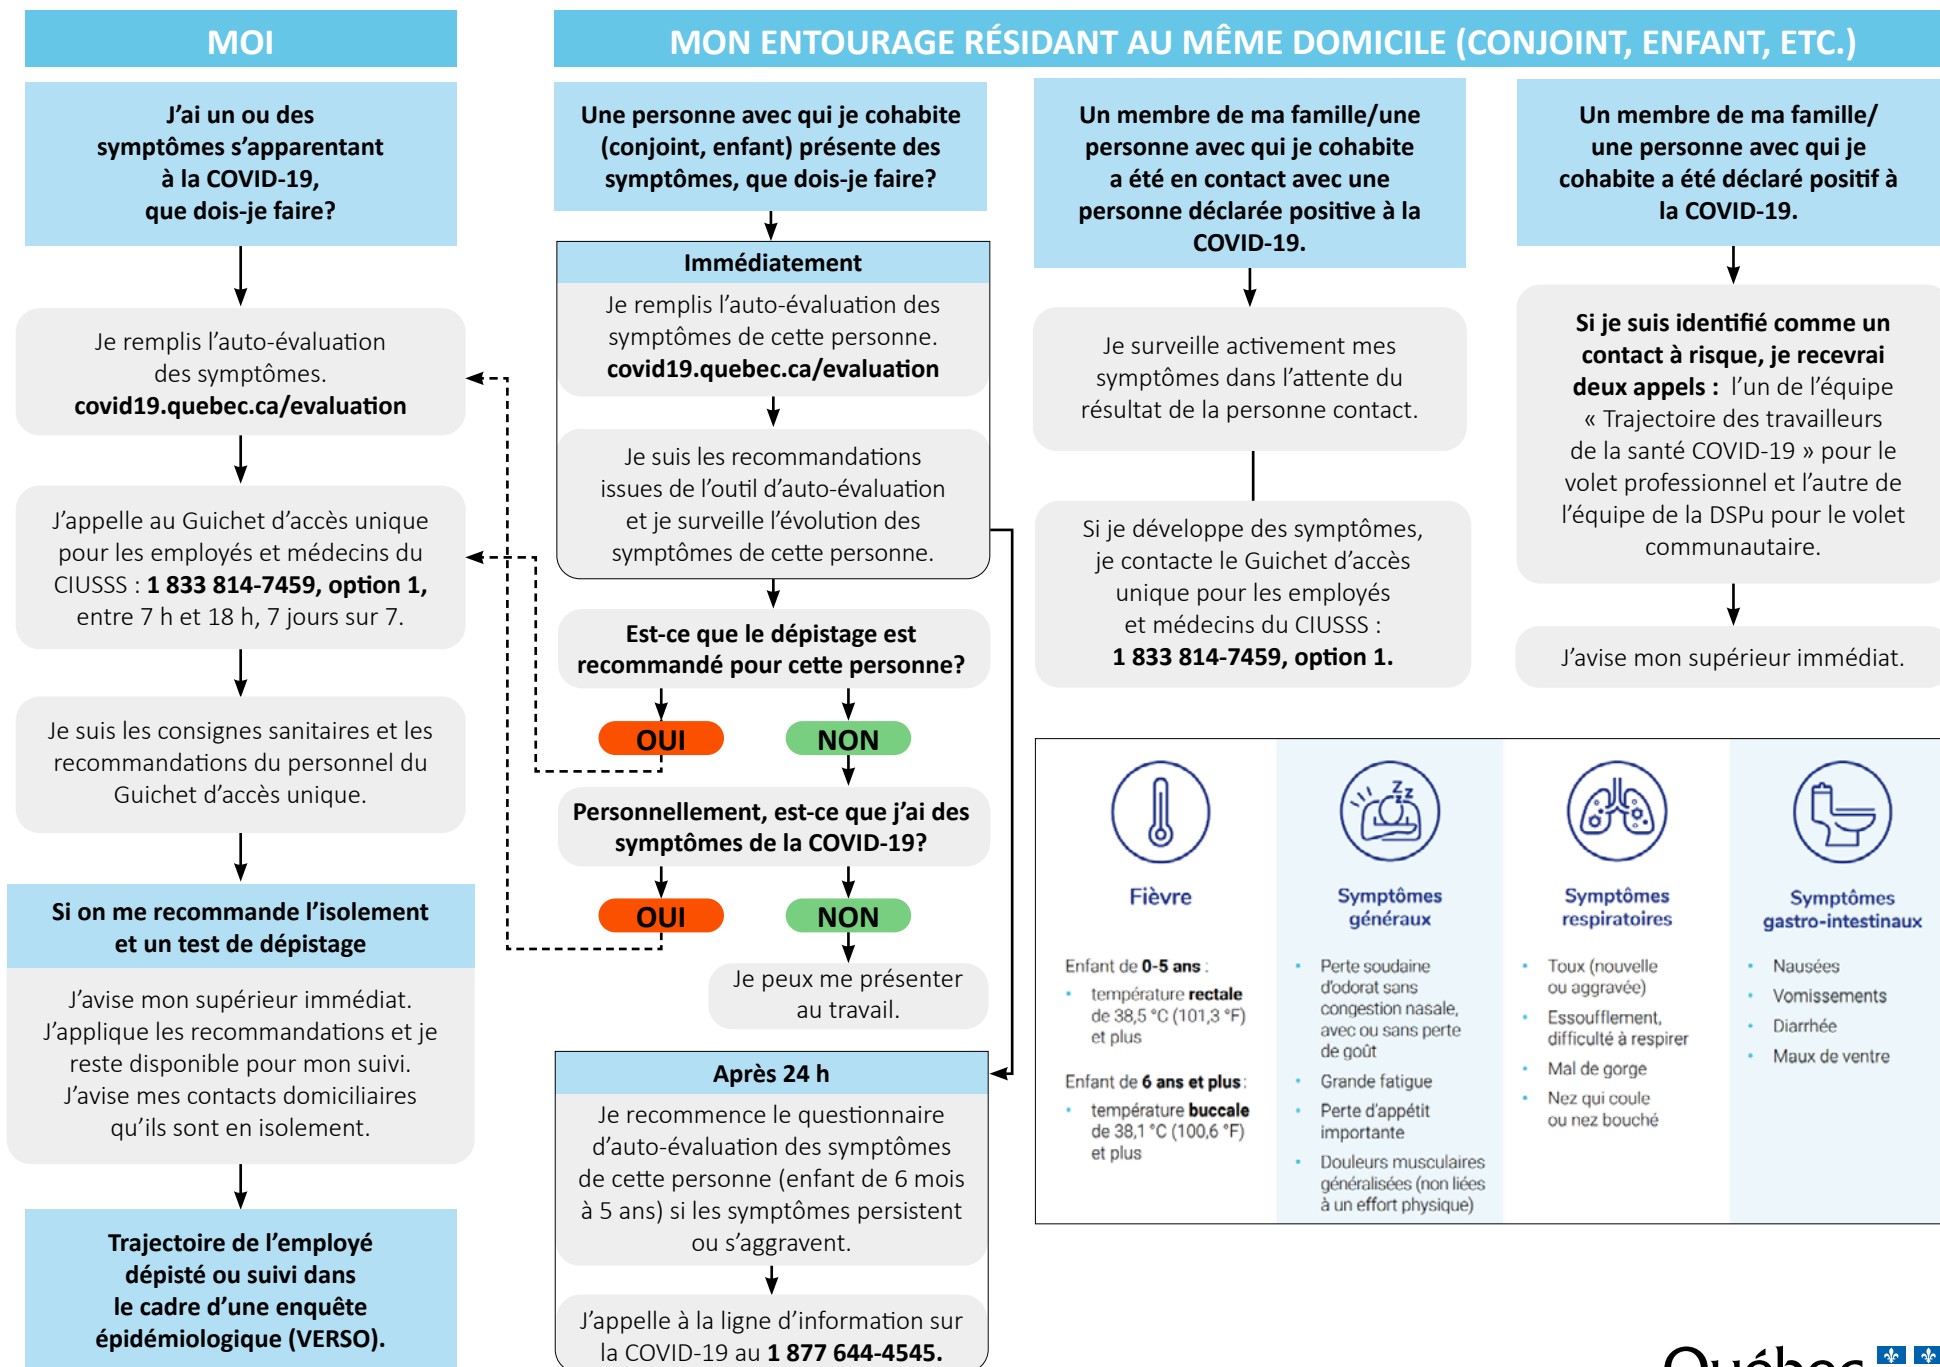 MOI
J’ai un ou des
symptômes s’apparentant
à la COVID-19,
que dois-je faire?
Je remplis l’auto-évaluation
des symptômes.
covid19.quebec.ca/evaluation
J’appelle au Guichet d’accès unique
pour les employés et médecins du
CIUSSS : 1 833 814-7459, option 1,
entre 7 h et 18 h, 7 jours sur 7.
Je suis les consignes sanitaires et les
recommandations du personnel du
Guichet d’accès unique.
Si on me recommande l’isolement
et un test de dépistage
J’avise mon supérieur immédiat.
J’applique les recommandations et je
reste disponible pour mon suivi.
J’avise mes contacts domiciliaires
qu’ils sont en isolement.
Trajectoire de l’employé
dépisté ou suivi dans
le cadre d’une enquête
épidémiologique (VERSO).
MON ENTOURAGE RÉSIDANT AU MÊME DOMICILE (CONJOINT, ENFANT, ETC.)
Une personne avec qui je cohabite
(conjoint, enfant) présente des
symptômes, que dois-je faire?
Immédiatement
Je remplis l’auto-évaluation des
symptômes de cette personne.
covid19.quebec.ca/evaluation
Je suis les recommandations
issues de l’outil d’auto-évaluation
et je surveille l’évolution des
symptômes de cette personne.
Est-ce que le dépistage est
recommandé pour cette personne?
OUI NON
Personnellement, est-ce que j’ai des
symptômes de la COVID-19?
OUI NON
Je peux me présenter
au travail.
Après 24 h
Je recommence le questionnaire
d’auto-évaluation des symptômes
de cette personne (enfant de 6 mois
à 5 ans) si les symptômes persistent
ou s’aggravent.
J’appelle à la ligne d’information sur
la COVID-19 au 1 877 644-4545.
Un membre de ma famille/une
personne avec qui je cohabite
a été en contact avec une
personne déclarée positive à la
COVID-19.
Je surveille activement mes
symptômes dans l’attente du
résultat de la personne contact.
Si je développe des symptômes,
je contacte le Guichet d’accès
unique pour les employés
et médecins du CIUSSS :
1 833 814-7459, option 1.
Un membre de ma famille/
une personne avec qui je
cohabite a été déclaré positif à
la COVID-19.
Si je suis identifié comme un
contact à risque, je recevrai
deux appels : l’un de l’équipe
« Trajectoire des travailleurs
de la santé COVID-19 » pour le
volet professionnel et l’autre de
l’équipe de la DSPu pour le volet
communautaire.
J’avise mon supérieur immédiat.
Fièvre
Enfant de 0-5 ans :
• température rectale
de 38,5 °C (101,3 °F)
et plus
Enfant de 6 ans et plus :
• température buccale
de 38,1 °C (100,6 °F)
et plus
zzz
Symptômes
généraux
• Perte soudaine
d’odorat sans
congestion nasale,
avec ou sans perte
de goût
• Grande fatigue
• Perte d’appétit
importante
• Douleurs musculaires
généralisées (non liées
à un effort physique)
Symptômes
respiratoires
• Toux (nouvelle
ou aggravée)
• Essoufflement,
difficulté à respirer
• Mal de gorge
• Nez qui coule
ou nez bouché
Symptômes
gastro-intestinaux
• Nausées
• Vomissements
• Diarrhée
• Maux de ventre
Québec